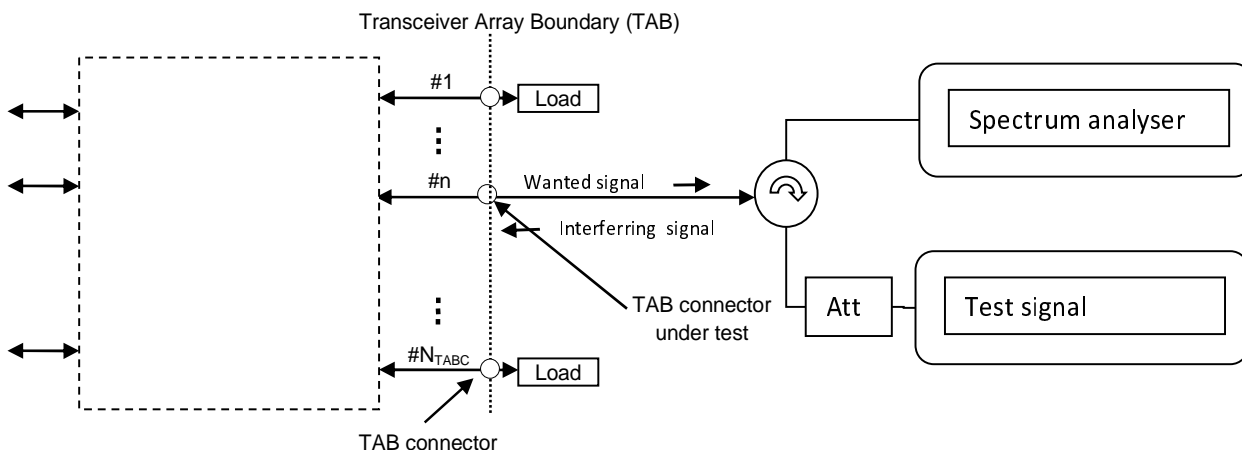 Transceiver Array Boundary (TAB)
#1
Load
Spectrum analyser
#n
Wanted signal
Interferring signal
TAB connector
under test
Att
Test signal
#NTABC
Load
TAB connector